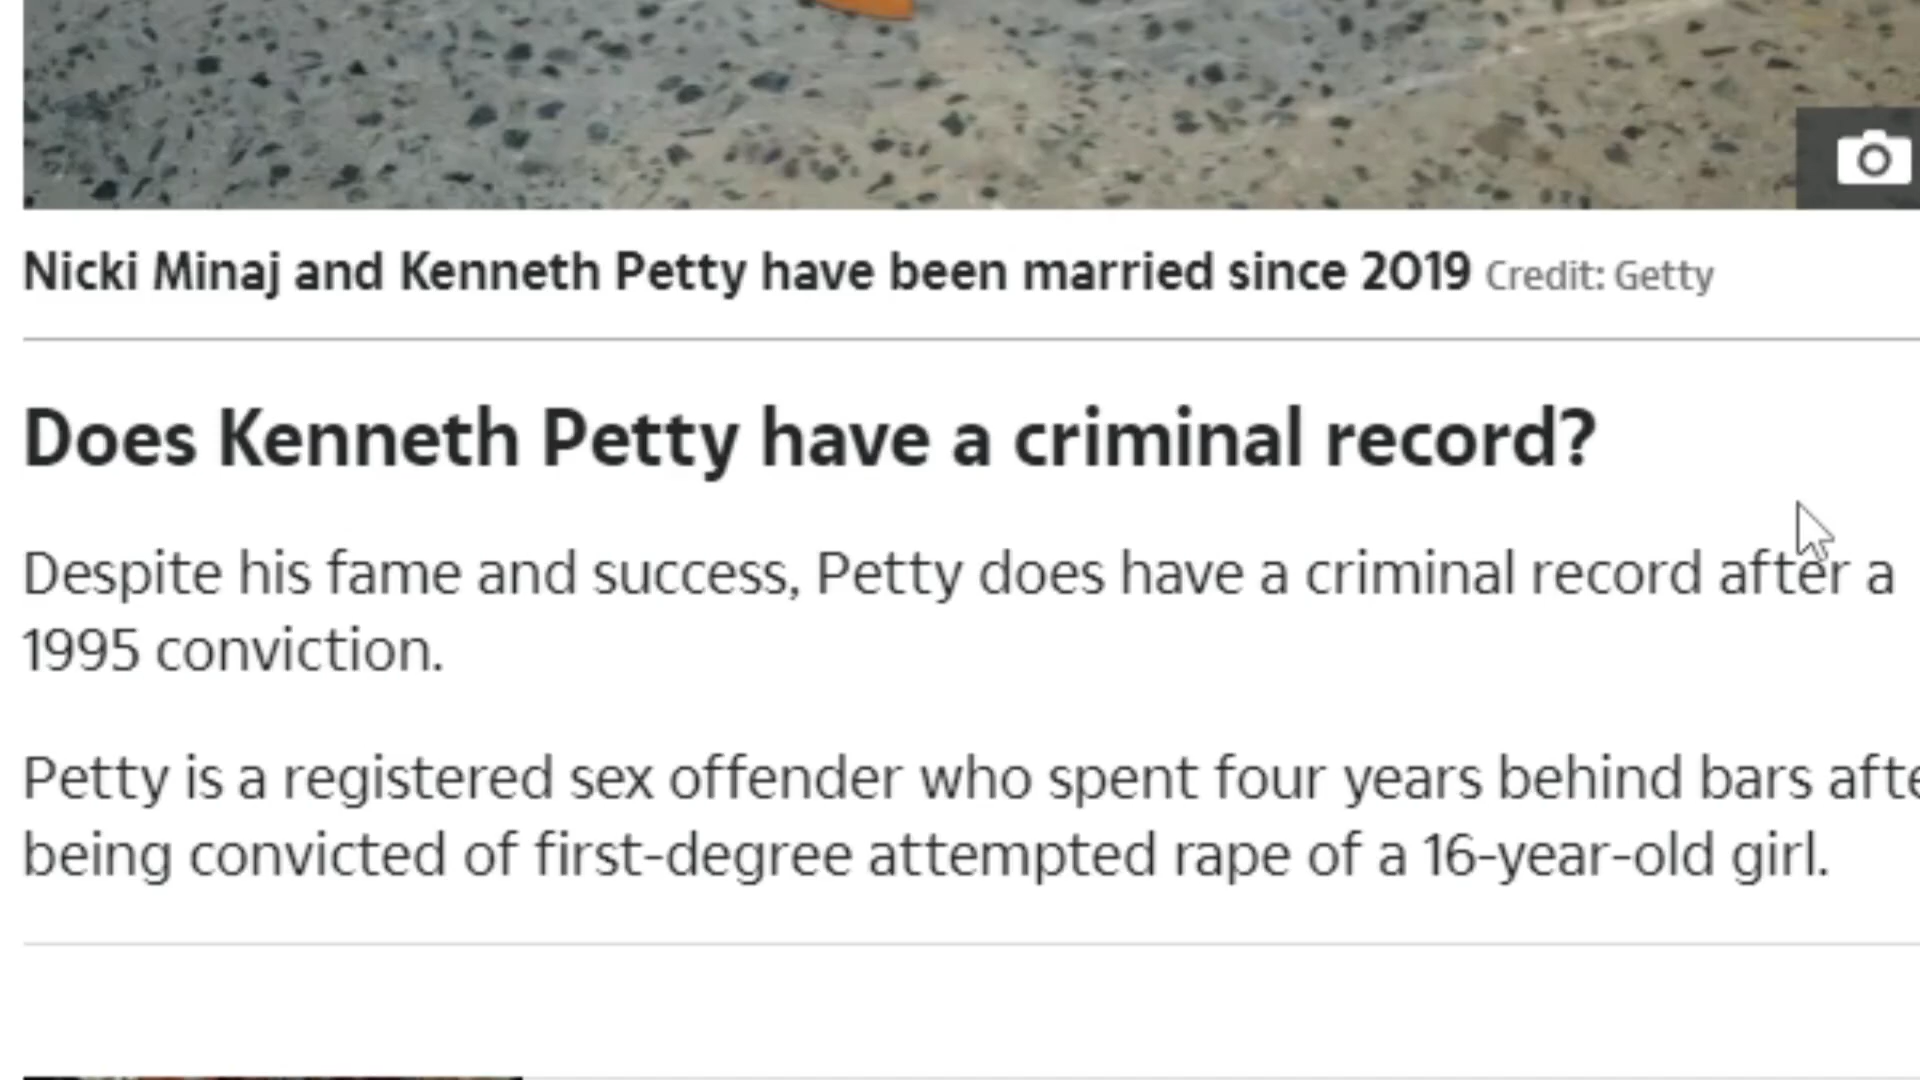 Nicki Minaj and Kenneth Petty have been married since 2019 Credit: Getty
Does Kenneth Petty have a criminal record?
Despite his fame and success, Petty does have a criminal record after a
1995 conviction.
Petty is a registered sex offender who spent four years behind bars afte
being convicted of first-degree attempted rape of a 16-year-old girl.